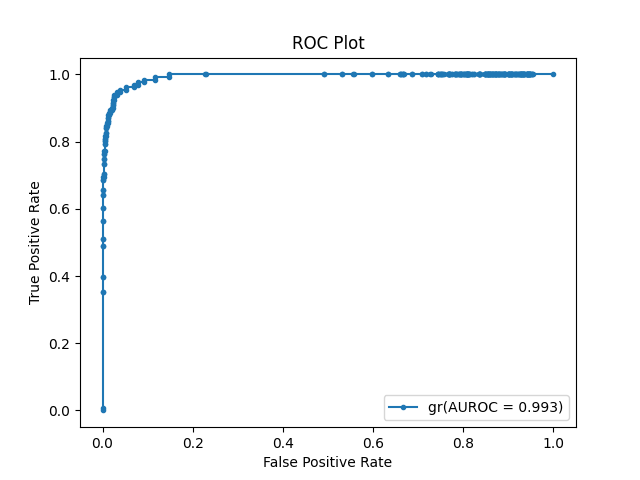 ROC Plot
True Positive Rate
1.0
0.8
0.6
0.4
0.2
0.0
gr(AUROC = 0.993)
0.0 0.2 0.4 0.6 0.8 1.0
False Positive Rate